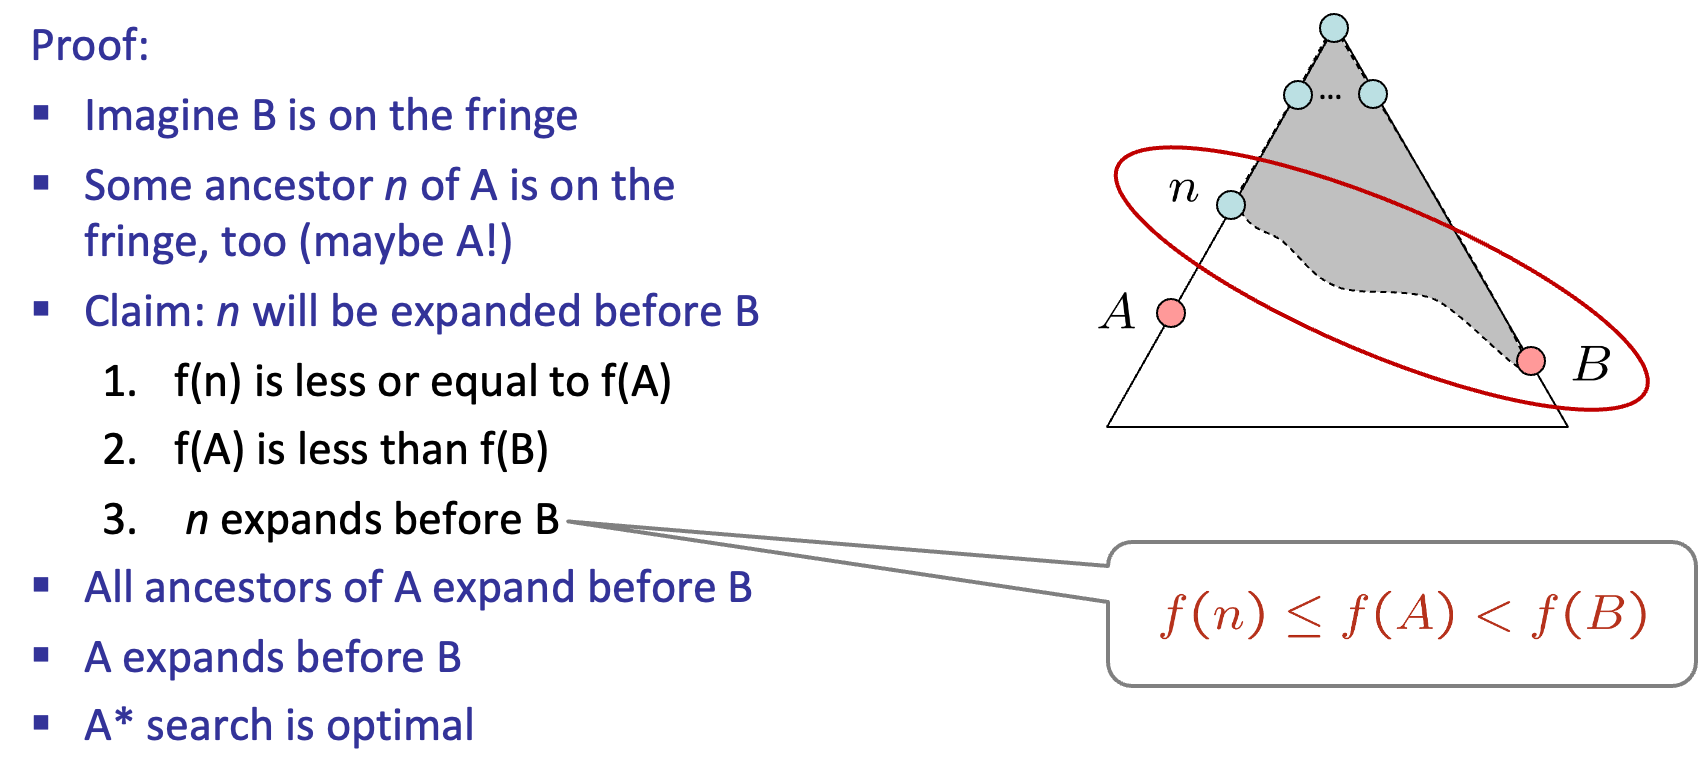 Proof:
▪ Imagine B is on the fringe
▪ Some ancestor n of A is on the
fringe, too (maybe A!)
▪ Claim: n will be expanded before B
1. f(n) is less or equal to f(A)
2. f(A) is less than f(B)
3. n expands before B
▪ All ancestors of A expand before B
▪ A expands before B
▪ A* search is optimal
...
n
A
B
f(n) ≤ f(A) < f(B)